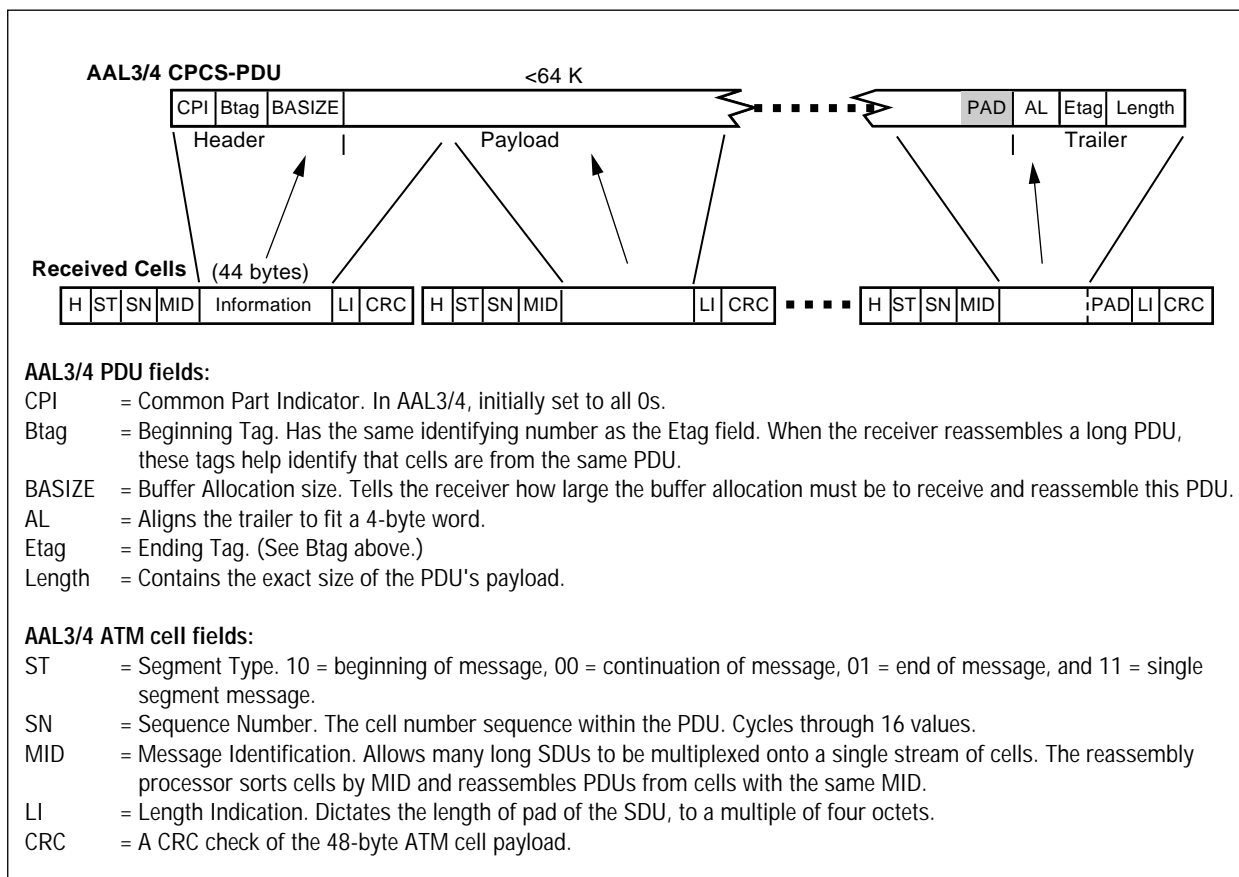 AAL3/4 CPCS-PDU
<64 K
CPI Btag BASIZE PAD AL Etag Length
Header Payload Trailer
Received Cells (44 bytes)
H ST SN MID Information LI CRC H ST SN MID LI CRC H ST SN MID PAD LI CRC
AAL3/4 PDU fields:
CPI = Common Part Indicator. In AAL3/4, initially set to all 0s.
Btag = Beginning Tag. Has the same identifying number as the Etag field. When the receiver reassembles a long PDU,
these tags help identify that cells are from the same PDU.
BASIZE = Buffer Allocation size. Tells the receiver how large the buffer allocation must be to receive and reassemble this PDU.
AL = Aligns the trailer to fit a 4-byte word.
Etag = Ending Tag. (See Btag above.)
Length = Contains the exact size of the PDU's payload.
AAL3/4 ATM cell fields:
ST = Segment Type. 10 = beginning of message, 00 = continuation of message, 01 = end of message, and 11 = single
segment message.
SN = Sequence Number. The cell number sequence within the PDU. Cycles through 16 values.
MID = Message Identification. Allows many long SDUs to be multiplexed onto a single stream of cells. The reassembly
processor sorts cells by MID and reassembles PDUs from cells with the same MID.
LI = Length Indication. Dictates the length of pad of the SDU, to a multiple of four octets.
CRC = A CRC check of the 48-byte ATM cell payload.